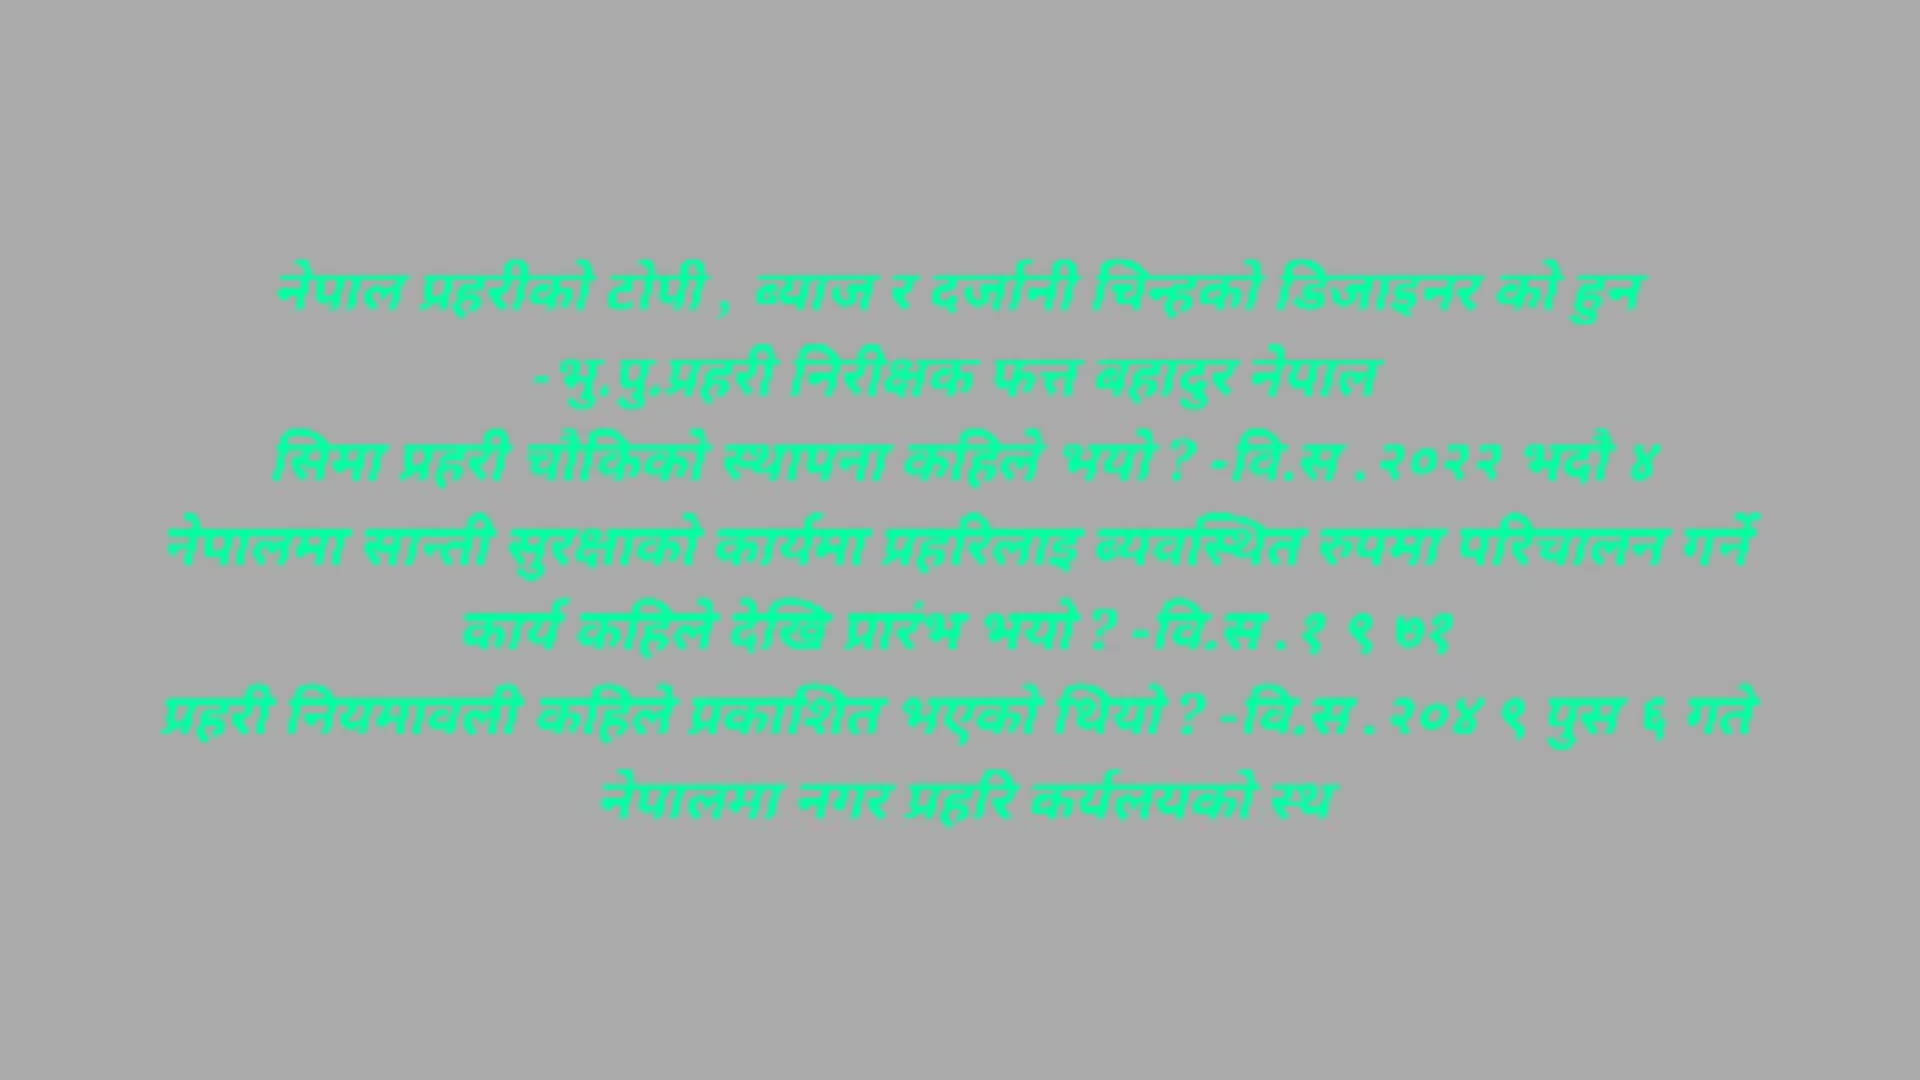 नेपाल प्रहरीको टोपी , ब्याज र दर्जानी चिन्हको डिजाइनर को हुन
-भु.पु.प्रहरी निरीक्षक फत्त बहादुर नेपाल
सिमा प्रहरी चौकिको स्थापना कहिले भयो ? -वि.स . २०२२ भदौ ४
नेपालमा सान्ती सुरक्षाको कार्यमा प्रहरिलाइ ब्यवस्थित रुपमा परिचालन गर्ने
कार्य कहिले देखि प्रारंभ भयो ? -वि.स . १ ९ ७१
प्रहरी नियमावली कहिले प्रकाशित भएको थियो ? -वि.स . २०४ ९ पुस ६ गते
नेपालमा नगर प्रहरि कर्यलयको स्थ